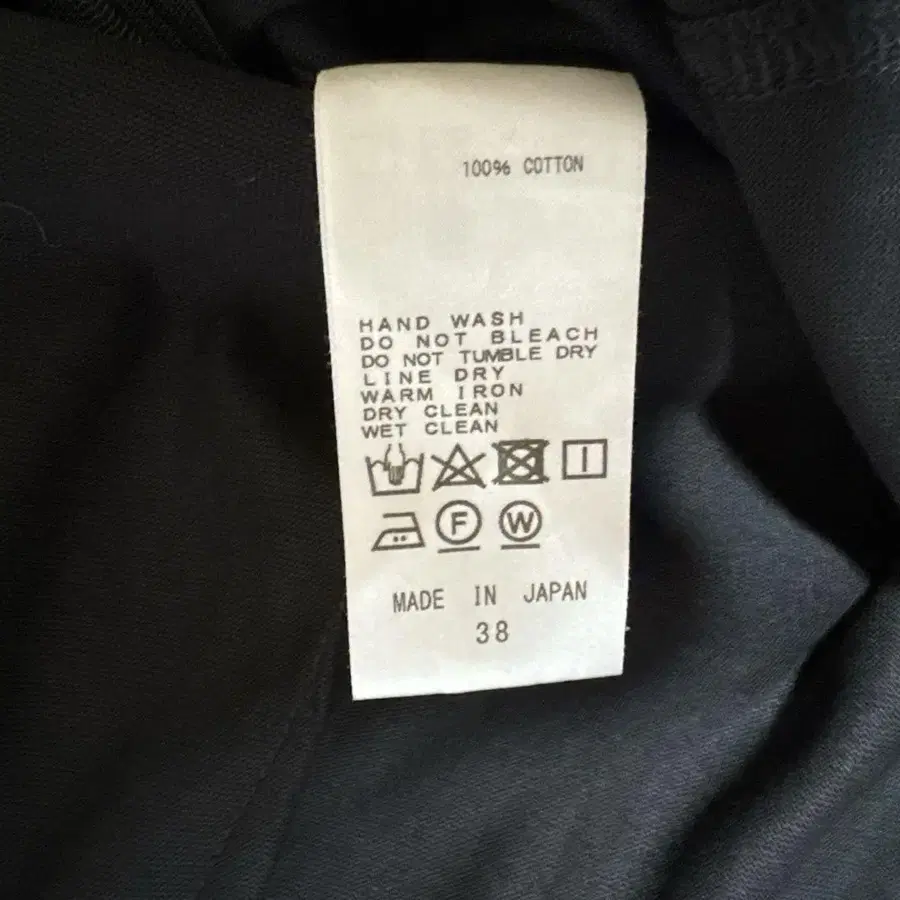 100% COTTON
HAND WASH
DO NOT BLEACH
DO NOT TUMBLE DRY
LINE DRY
WARM IRON
DRY CLEAN
WET CLEAN
F W
MADE IN JAPAN
38